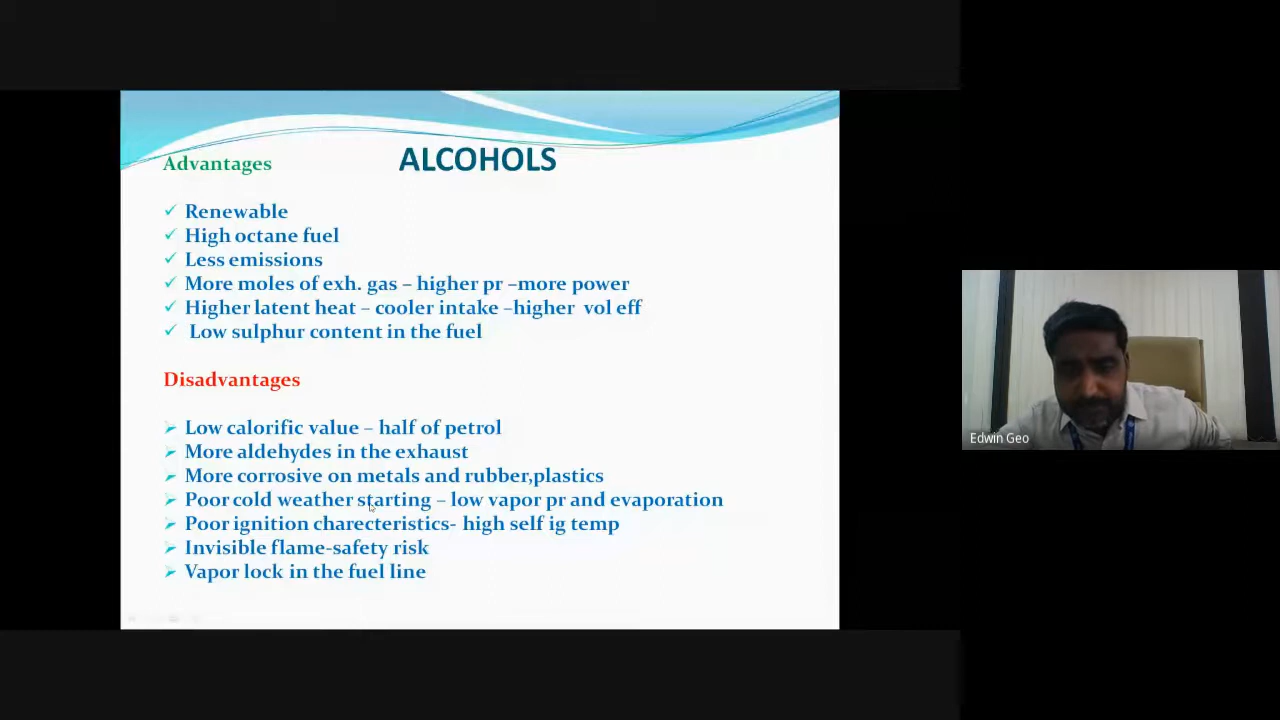 ALCOHOLS
Advantages
Renewable
High octane fuel
Less emissions
More moles of exh. gas – higher pr –more power
Higher latent heat – cooler intake –higher vol eff
Low sulphur content in the fuel
Disadvantages
Low calorific value – half of petrol
More aldehydes in the exhaust
More corrosive on metals and rubber,plastics
Poor cold weather starting – low vapor pr and evaporation
Poor ignition charecteristics- high self ig temp
Invisible flame-safety risk
Vapor lock in the fuel line
Edwin Geo